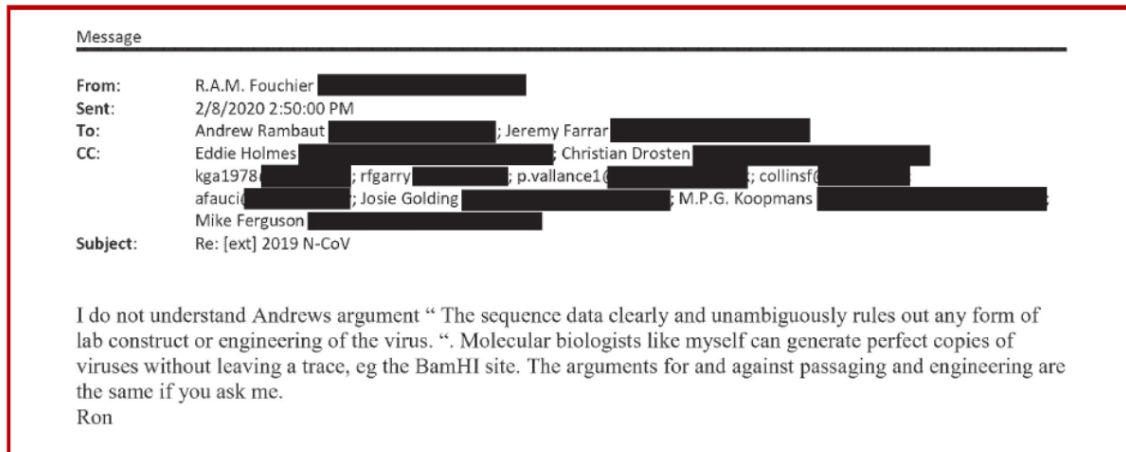 Message
From: R.A.M. Fouchier
Sent: 2/8/2020 2:50:00 PM
To: Andrew Rambaut ; Jeremy Farrar
CC: Eddie Holmes ; Christian Drosten
kga1978 ; rfgarry ; p.vallance1@ ; collinsf@
afauci@ ; Josie Golding ; M.P.G. Koopmans ;
Mike Ferguson
Subject: Re: [ext] 2019 N-CoV
I do not understand Andrews argument “ The sequence data clearly and unambiguously rules out any form of
lab construct or engineering of the virus. “. Molecular biologists like myself can generate perfect copies of
viruses without leaving a trace, eg the BamHI site. The arguments for and against passaging and engineering are
the same if you ask me.
Ron